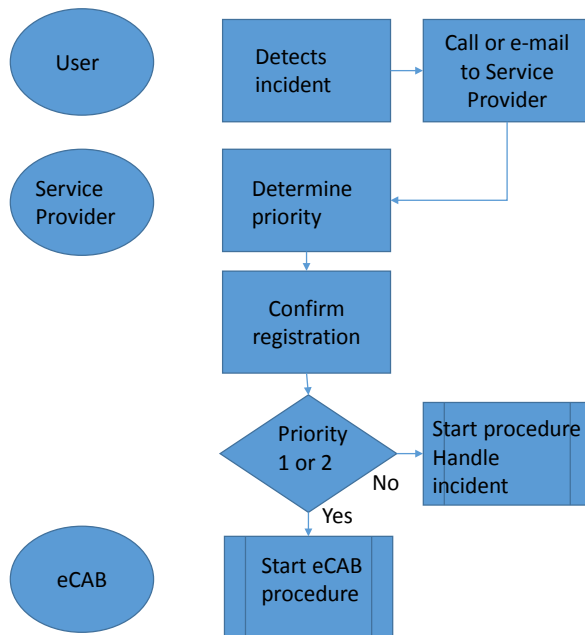 User
Detects
incident
Call or e-mail
to Service
Provider
Service
Provider
Determine
priority
Confirm
registration
Priority
1 or 2
No
Start procedure
Handle
incident
Yes
eCAB
Start eCAB
procedure